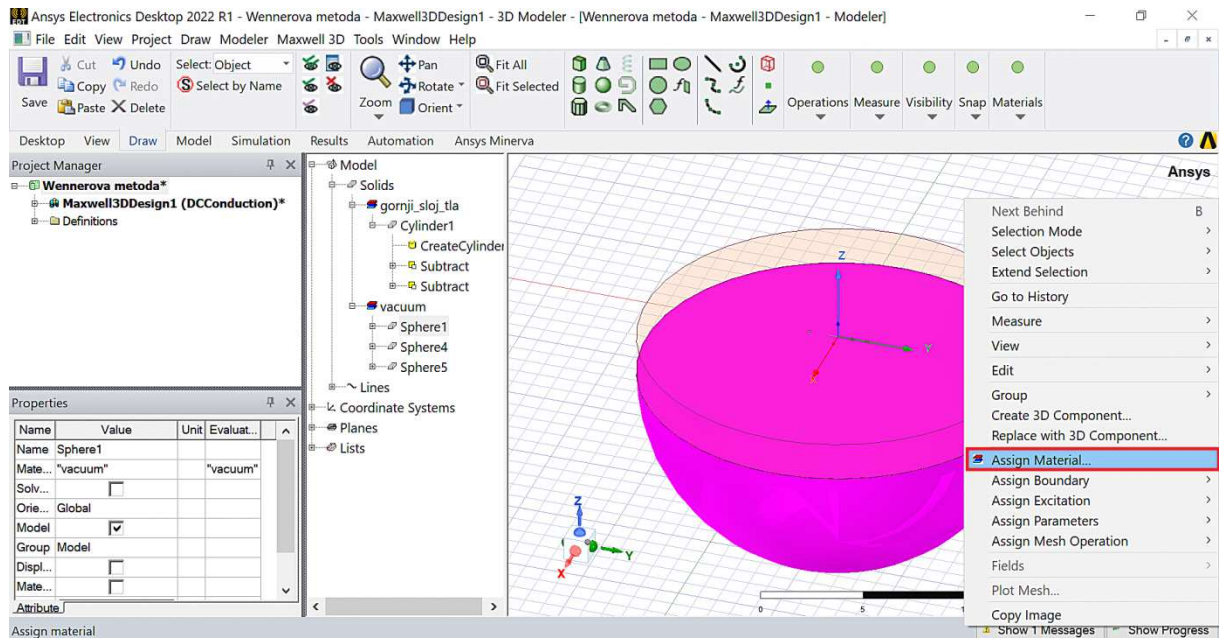 Ansys Electronics Desktop 2022 R1 - Wennerova metoda - Maxwell3DDesign1 - 3D Modeler - [Wennerova metoda - Maxwell3DDesign1 - Modeler]
File Edit View Project Draw Modeler Maxwell 3D Tools Window Help
Save
Cut Undo
Copy Redo
Paste Delete
Select: Object
Select by Name
Zoom
Pan
Rotate
Orient
Fit All
Fit Selected
Operations Measure Visibility Snap Materials
Desktop View Draw Model Simulation Results Automation Ansys Minerva
Project Manager
Wennerova metoda*
Maxwell3DDesign1 (DCConduction)*
Definitions
Properties
Name Value Unit Evaluat...
Name Sphere1
Mate... "vacuum" "vacuum"
Solv...
Orie... Global
Model
Group Model
Displ...
Mate...
Attribute
Model
Solids
gornji_sloj_tla
Cylinder1
CreateCylinder
Subtract
Subtract
vacuum
Sphere1
Sphere4
Sphere5
Lines
Coordinate Systems
Planes
Lists
Ansys
Z
Y
X
Z
Y
X
0 5 1
Next Behind B
Selection Mode
Select Objects
Extend Selection
Go to History
Measure
View
Edit
Group
Create 3D Component...
Replace with 3D Component...
Assign Material...
Assign Boundary
Assign Excitation
Assign Parameters
Assign Mesh Operation
Fields
Plot Mesh...
Copy Image
Assign material
Show 1 Messages Show Progress